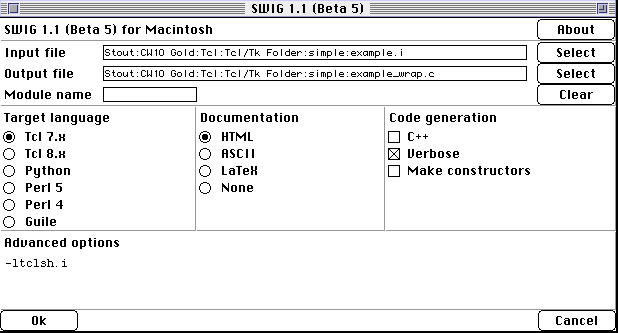 SWIG 1.1 (Beta 5)
SWIG 1.1 (Beta 5) for Macintosh
About
Input file
Stout:CW10 Gold:Tcl:Tcl/Tk Folder:simple:example.i
Select
Output file
Stout:CW10 Gold:Tcl:Tcl/Tk Folder:simple:example_wrap.c
Select
Module name
Clear
Target language
Tcl 7.x
Tcl 8.x
Python
Perl 5
Perl 4
Guile
Documentation
HTML
ASCII
LaTeX
None
Code generation
C++
Verbose
Make constructors
Advanced options
-ltclsh.i
Ok
Cancel